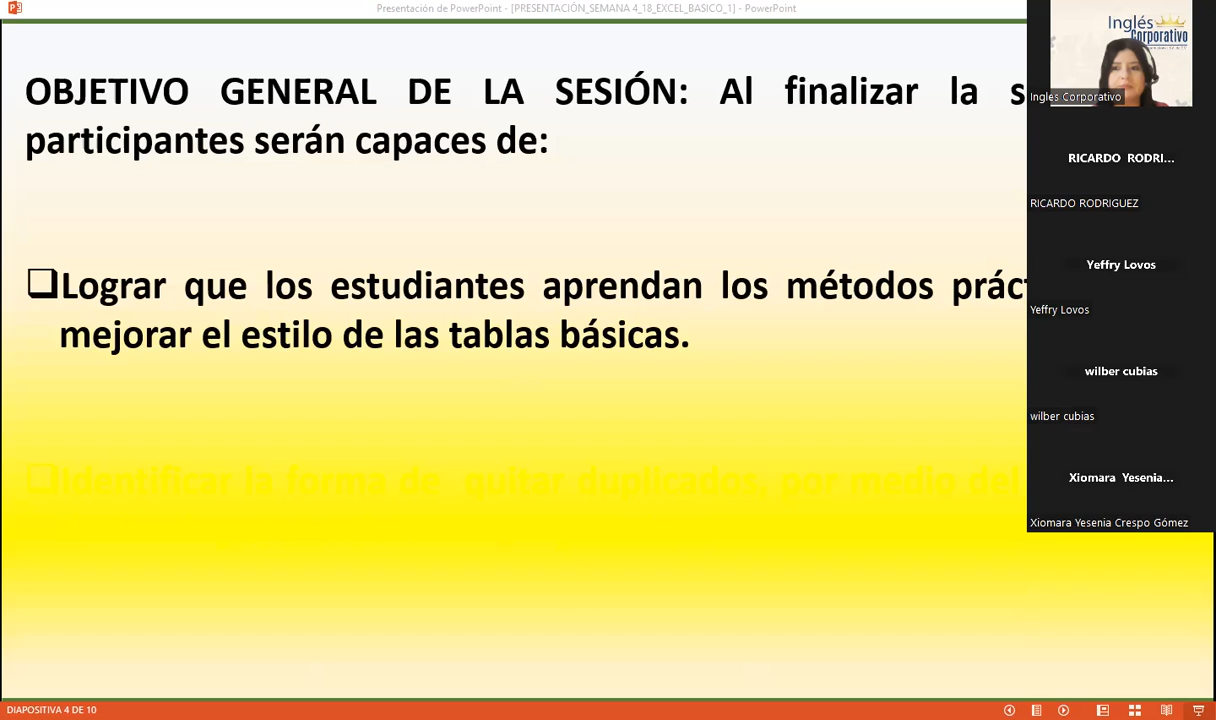 Presentación de PowerPoint - [PRESENTACIÓN_SEMANA 4_18_EXCEL_BASICO_1] - PowerPoint
OBJETIVO GENERAL DE LA SESIÓN: Al finalizar la
participantes serán capaces de:
Lograr que los estudiantes aprendan los métodos
mejorar el estilo de las tablas básicas.
Identificar la forma de quitar duplicados, por medio del
Inglés
Corporativo
Ingles Corporativo
RICARDO RODRI...
RICARDO RODRIGUEZ
Yeffry Lovos
Yeffry Lovos
wilber cubias
wilber cubias
Xiomara Yesenia...
Xiomara Yesenia Crespo Gómez
DIAPOSITIVA 4 DE 10